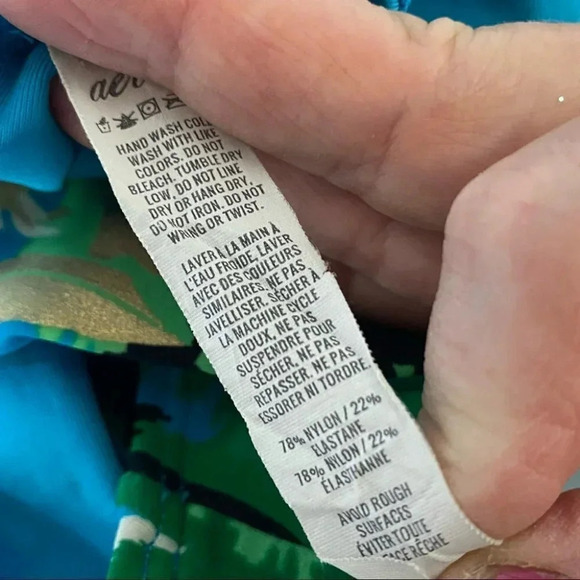 HAND WASH COLD.
WASH WITH LIKE
COLORS. DO NOT
BLEACH. TUMBLE DRY
LOW. DO NOT LINE
DRY OR HANG DRY.
DO NOT IRON. DO NOT
WRING OR TWIST.
LAVER À LA MAIN À
L'EAU FROIDE. LAVER
AVEC DES COULEURS
SIMILAIRES. NE PAS
JAVELLISER. SÉCHER À
LA MACHINE CYCLE
DOUX. NE PAS
SUSPENDRE POUR
SÉCHER. NE PAS
REPASSER. NE PAS
ESSORER NI TORDRE.
78% NYLON / 22%
ELASTANE
78% NYLON / 22%
ÉLASTHANNE
AVOID ROUGH
SURFACES
ÉVITER TOUTE
RÊCHE